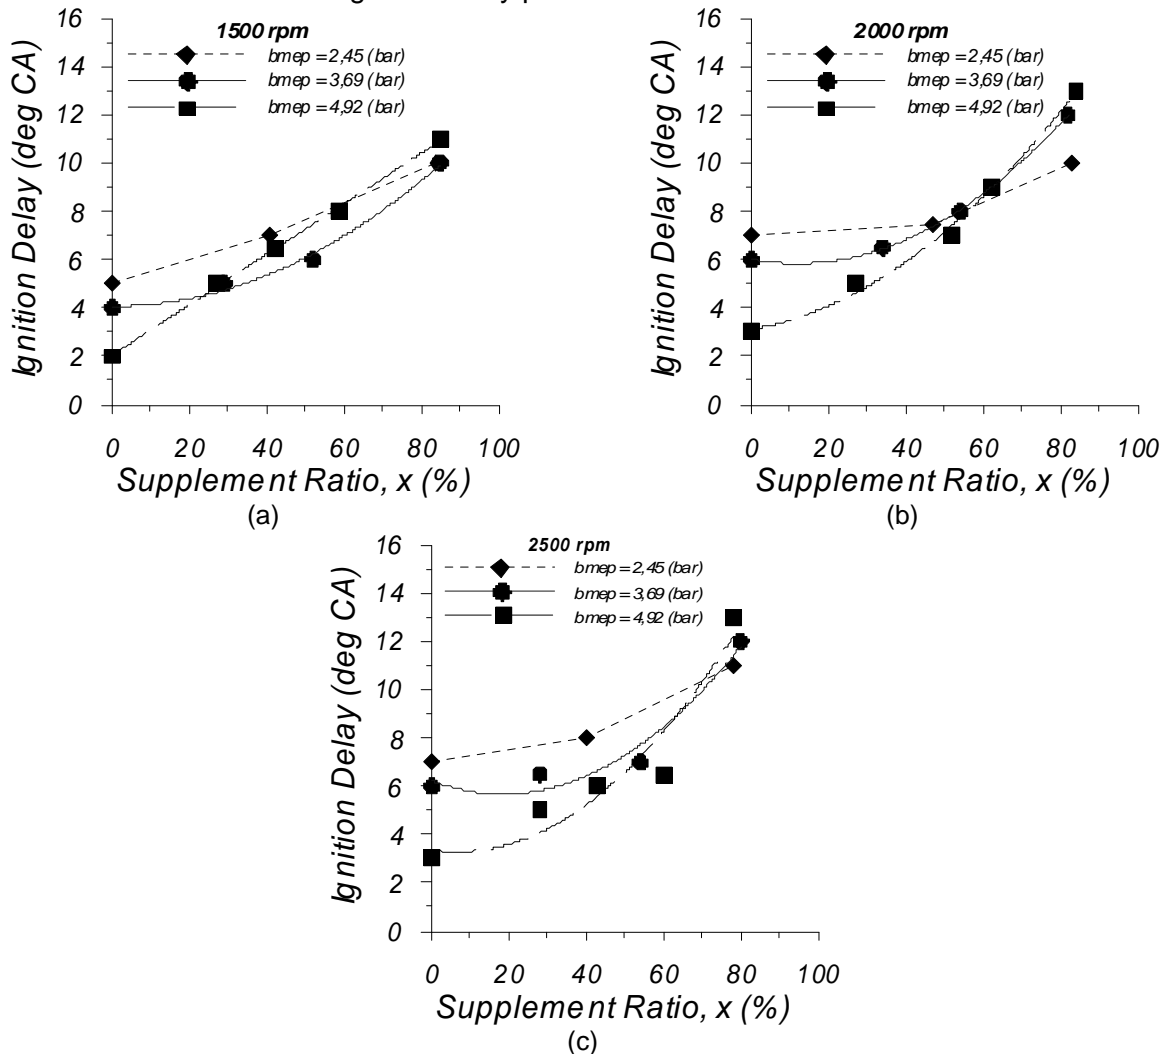 1500 rpm
bmep = 2,45 (bar)
bmep = 3,69 (bar)
bmep = 4,92 (bar)
Ignition Delay (deg CA)
16
14
12
10
8
6
4
2
0
0 20 40 60 80 100
Supplement Ratio, x (%)
(a)
2000 rpm
bmep = 2,45 (bar)
bmep = 3,69 (bar)
bmep = 4,92 (bar)
Ignition Delay (deg CA)
16
14
12
10
8
6
4
2
0
0 20 40 60 80 100
Supplement Ratio, x (%)
(b)
2500 rpm
bmep = 2,45 (bar)
bmep = 3,69 (bar)
bmep = 4,92 (bar)
Ignition Delay (deg CA)
16
14
12
10
8
6
4
2
0
0 20 40 60 80 100
Supplement Ratio, x (%)
(c)